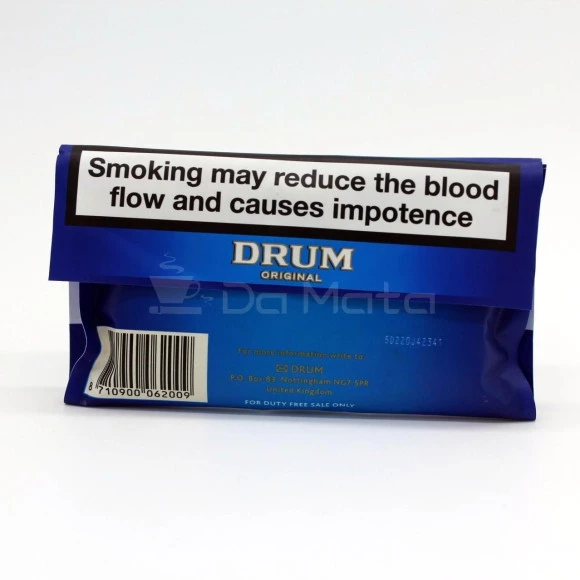 Smoking may reduce the blood
flow and causes impotence
DRUM
ORIGINAL
Da Mata
5D220U42341
For more information write to:
DRUM
P.O. Box 83, Nottingham NG7 5PR
United Kingdom
FOR DUTY FREE SALE ONLY
8 710900 062009